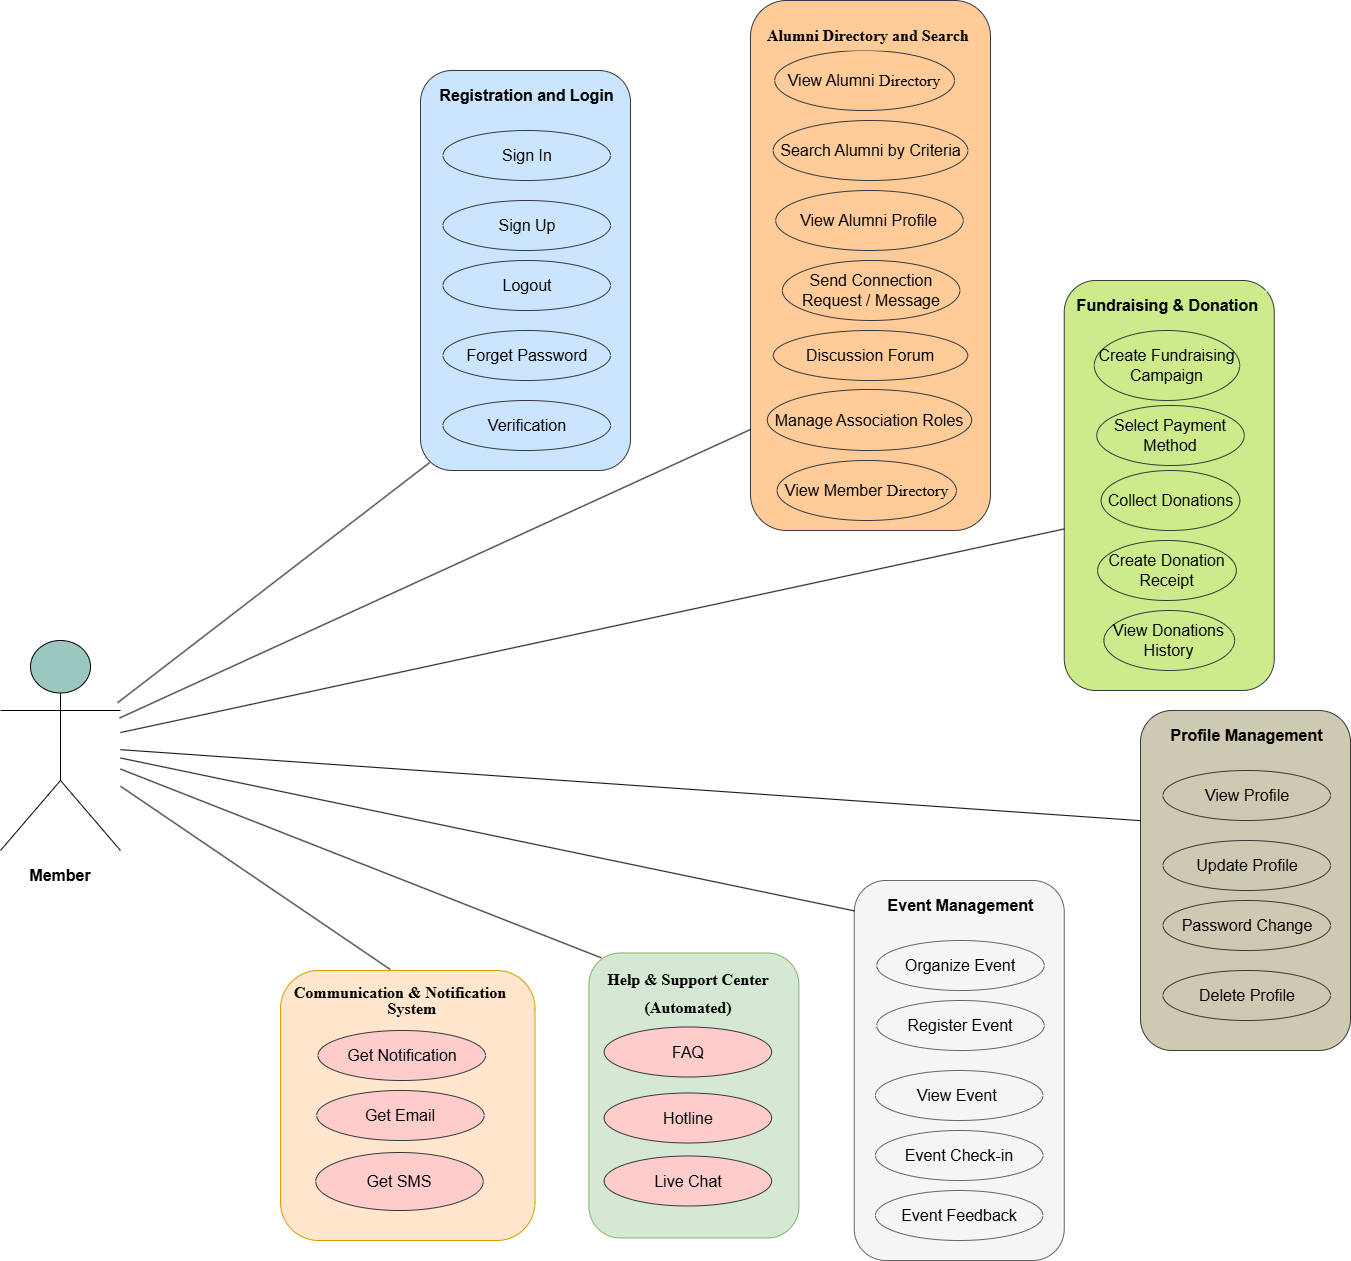 Registration and Login
Sign In
Sign Up
Logout
Forget Password
Verification
Alumni Directory and Search
View Alumni Directory
Search Alumni by Criteria
View Alumni Profile
Send Connection
Request / Message
Discussion Forum
Manage Association Roles
View Member Directory
Fundraising & Donation
Create Fundraising
Campaign
Select Payment
Method
Collect Donations
Create Donation
Receipt
View Donations
History
Member
Profile Management
View Profile
Update Profile
Password Change
Delete Profile
Event Management
Organize Event
Register Event
View Event
Event Check-in
Event Feedback
Help & Support Center
(Automated)
FAQ
Hotline
Live Chat
Communication & Notification
System
Get Notification
Get Email
Get SMS